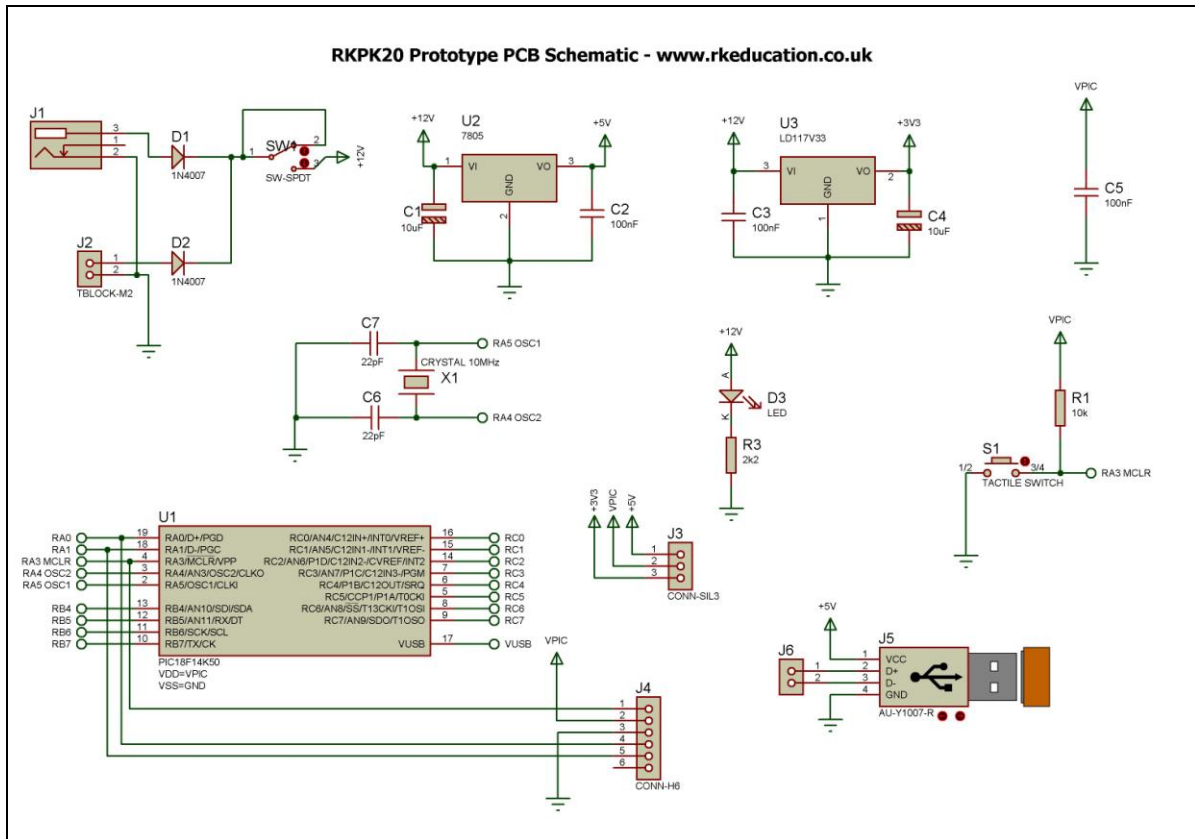 RKPK20 Prototype PCB Schematic - www.rkeducation.co.uk
J1
3
1
2
D1
1N4007
1
SW1
2
3
SW-SPDT
+12V
J2
1
2
TBLOCK-M2
D2
1N4007
+12V
U2
7805
+5V
1
VI
VO
3
GND
2
C1
10uF
C2
100nF
+12V
U3
LD117V33
+3V3
3
VI
VO
2
GND
1
C3
100nF
C4
10uF
VPIC
C5
100nF
C7
22pF
RA5 OSC1
CRYSTAL 10MHz
X1
C6
22pF
RA4 OSC2
+12V
A
D3
LED
K
R3
2k2
VPIC
R1
10k
S1
1/2
3/4
TACTILE SWITCH
RA3 MCLR
U1
RA0 19 RA0/D+/PGD RC0/AN4/C12IN+/INT0/VREF+ 16 RC0
RA1 18 RA1/D-/PGC RC1/AN5/C12IN1-/INT1/VREF- 15 RC1
RA3 MCLR 4 RA3/MCLR/VPP RC2/AN6/P1D/C12IN2-/CVREF/INT2 14 RC2
RA4 OSC2 3 RA4/AN3/OSC2/CLKO RC3/AN7/P1C/C12IN3-/PGM 7 RC3
RA5 OSC1 2 RA5/OSC1/CLKI RC4/P1B/C12OUT/SRQ 6 RC4
RC5/CCP1/P1A/T0CKI 5 RC5
RB4 13 RB4/AN10/SDI/SDA RC6/AN8/SS/T13CKI/T1OSI 8 RC6
RB5 12 RB5/AN11/RX/DT RC7/AN9/SDO/T1OSO 9 RC7
RB6 11 RB6/SCK/SCL
RB7 10 RB7/TX/CK VUSB 17 VUSB
PIC18F14K50
VDD=VPIC
VSS=GND
+3V3
VPIC
+5V
J3
1
2
3
CONN-SIL3
VPIC
J4
1
2
3
4
5
6
CONN-H6
+5V
J6
1
2
J5
1 VCC
2 D+
3 D-
4 GND
AU-Y1007-R